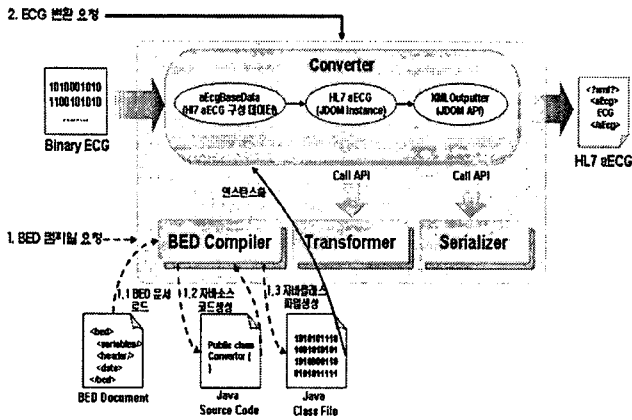 2. ECG 변환 요청
Converter
1010001010
1100101010
Binary ECG
aEcgBaseData
(Hl7 aECG 구성 데이터)
HL7 aECG
(JDOM Instance)
XMLOutputter
(JDOM API)
<?xml?>
<aEcg>
ECG
</aEcg>
HL7 aECG
인스턴스화
Call API
Call API
1. BED 컴파일 요청
BED Compiler
Transformer
Serializer
1.1 BED 문서
로드
1.2 자바소스
코드생성
1.3 자바클래스
파일생성
<bed>
<variables/>
<header/>
<data>
</bed>
BED Document
Public class
Convertor {
}
Java
Source Code
1010101110
1001010101
1010000110
0101011111
Java
Class File